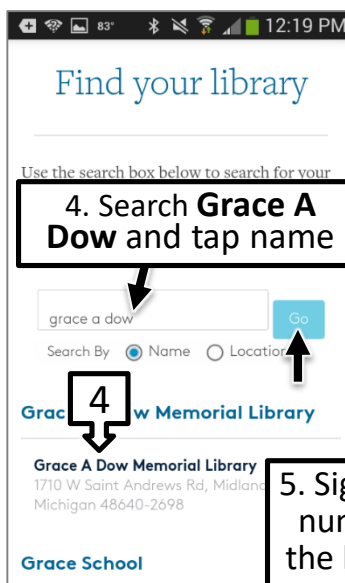 83° 12:19 PM
Find your library
Use the search box below to search for your
4. Search Grace A
Dow and tap name
grace a dow
Go
Search By Name Location
4
Grac w Memorial Library
Grace A Dow Memorial Library
1710 W Saint Andrews Rd, Midland
Michigan 48640-2698
5. Sig
num
the
Grace School